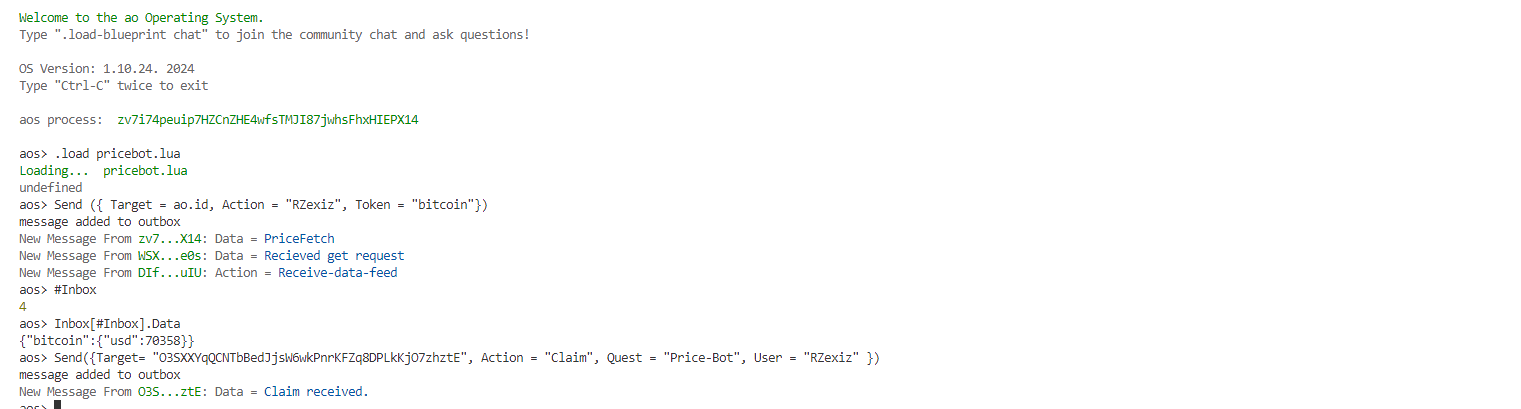 Welcome to the ao Operating System.
Type ".load-blueprint chat" to join the community chat and ask questions!
OS Version: 1.10.24. 2024
Type "Ctrl-C" twice to exit
aos process:  zv7i74peuip7HZCnZHE4wfsTMJI87jwhsFhxHIEPX14
aos> .load pricebot.lua
Loading...  pricebot.lua
undefined
aos> Send ({ Target = ao.id, Action = "RZexiz", Token = "bitcoin"})
message added to outbox
New Message From zv7...X14: Data = PriceFetch
New Message From WSX...e0s: Data = Recieved get request
New Message From DIf...uIU: Action = Receive-data-feed
aos> #Inbox
4
aos> Inbox[#Inbox].Data
{"bitcoin":{"usd":70358}}
aos> Send({Target= "O3SXXYqQCNTbBedJjsW6wkPnrKFZq8DPLkKjO7zhztE", Action = "Claim", Quest = "Price-Bot", User = "RZexiz" })
message added to outbox
New Message From O3S...ztE: Data = Claim received.
aos>